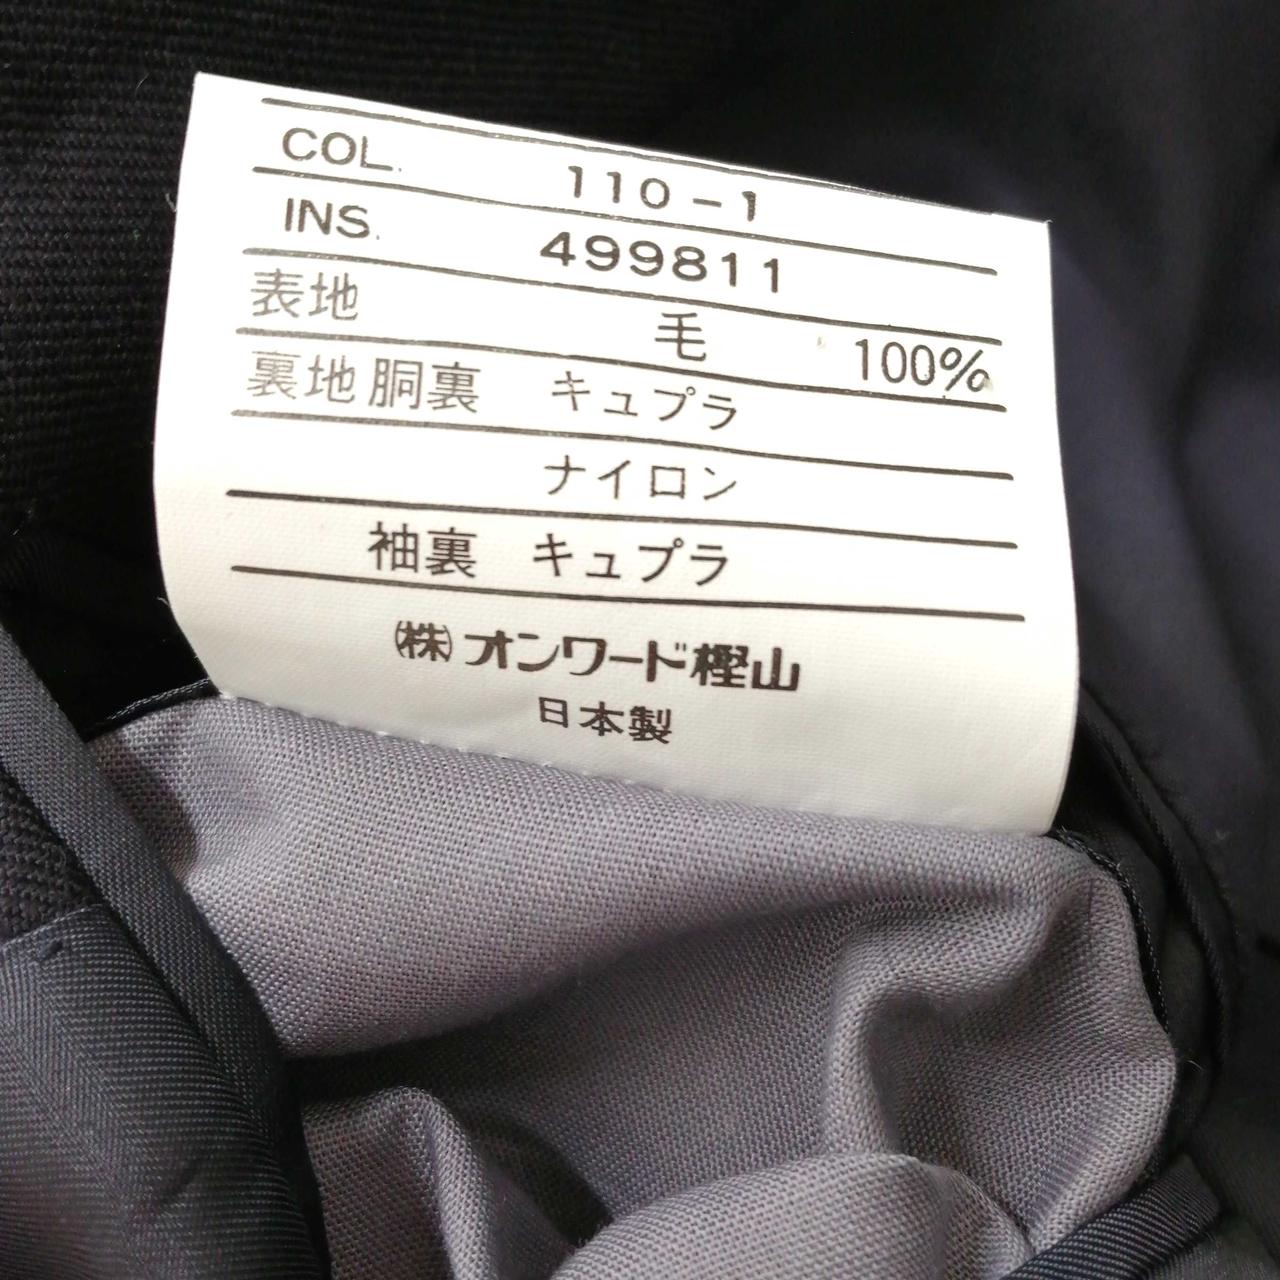 COL. 110-1
INS. 499811
表地 毛 100%
裏地 胴裏 キュプラ
ナイロン
袖裏 キュプラ
㈱オンワード樫山
日本製